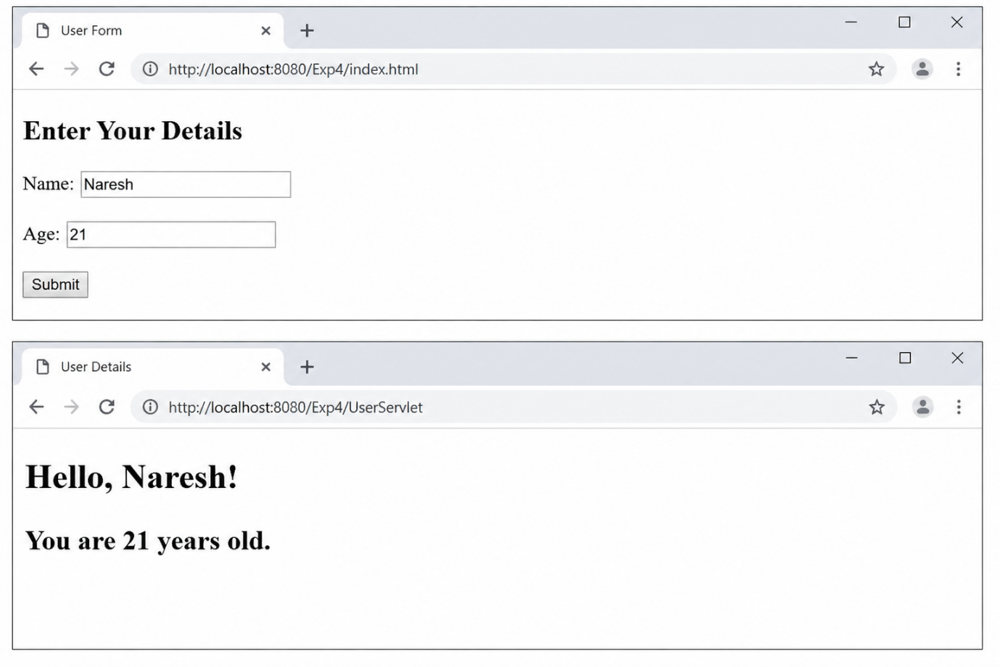 User Form
http://localhost:8080/Exp4/index.html
Enter Your Details
Name: Naresh
Age: 21
Submit
User Details
http://localhost:8080/Exp4/UserServlet
Hello, Naresh!
You are 21 years old.